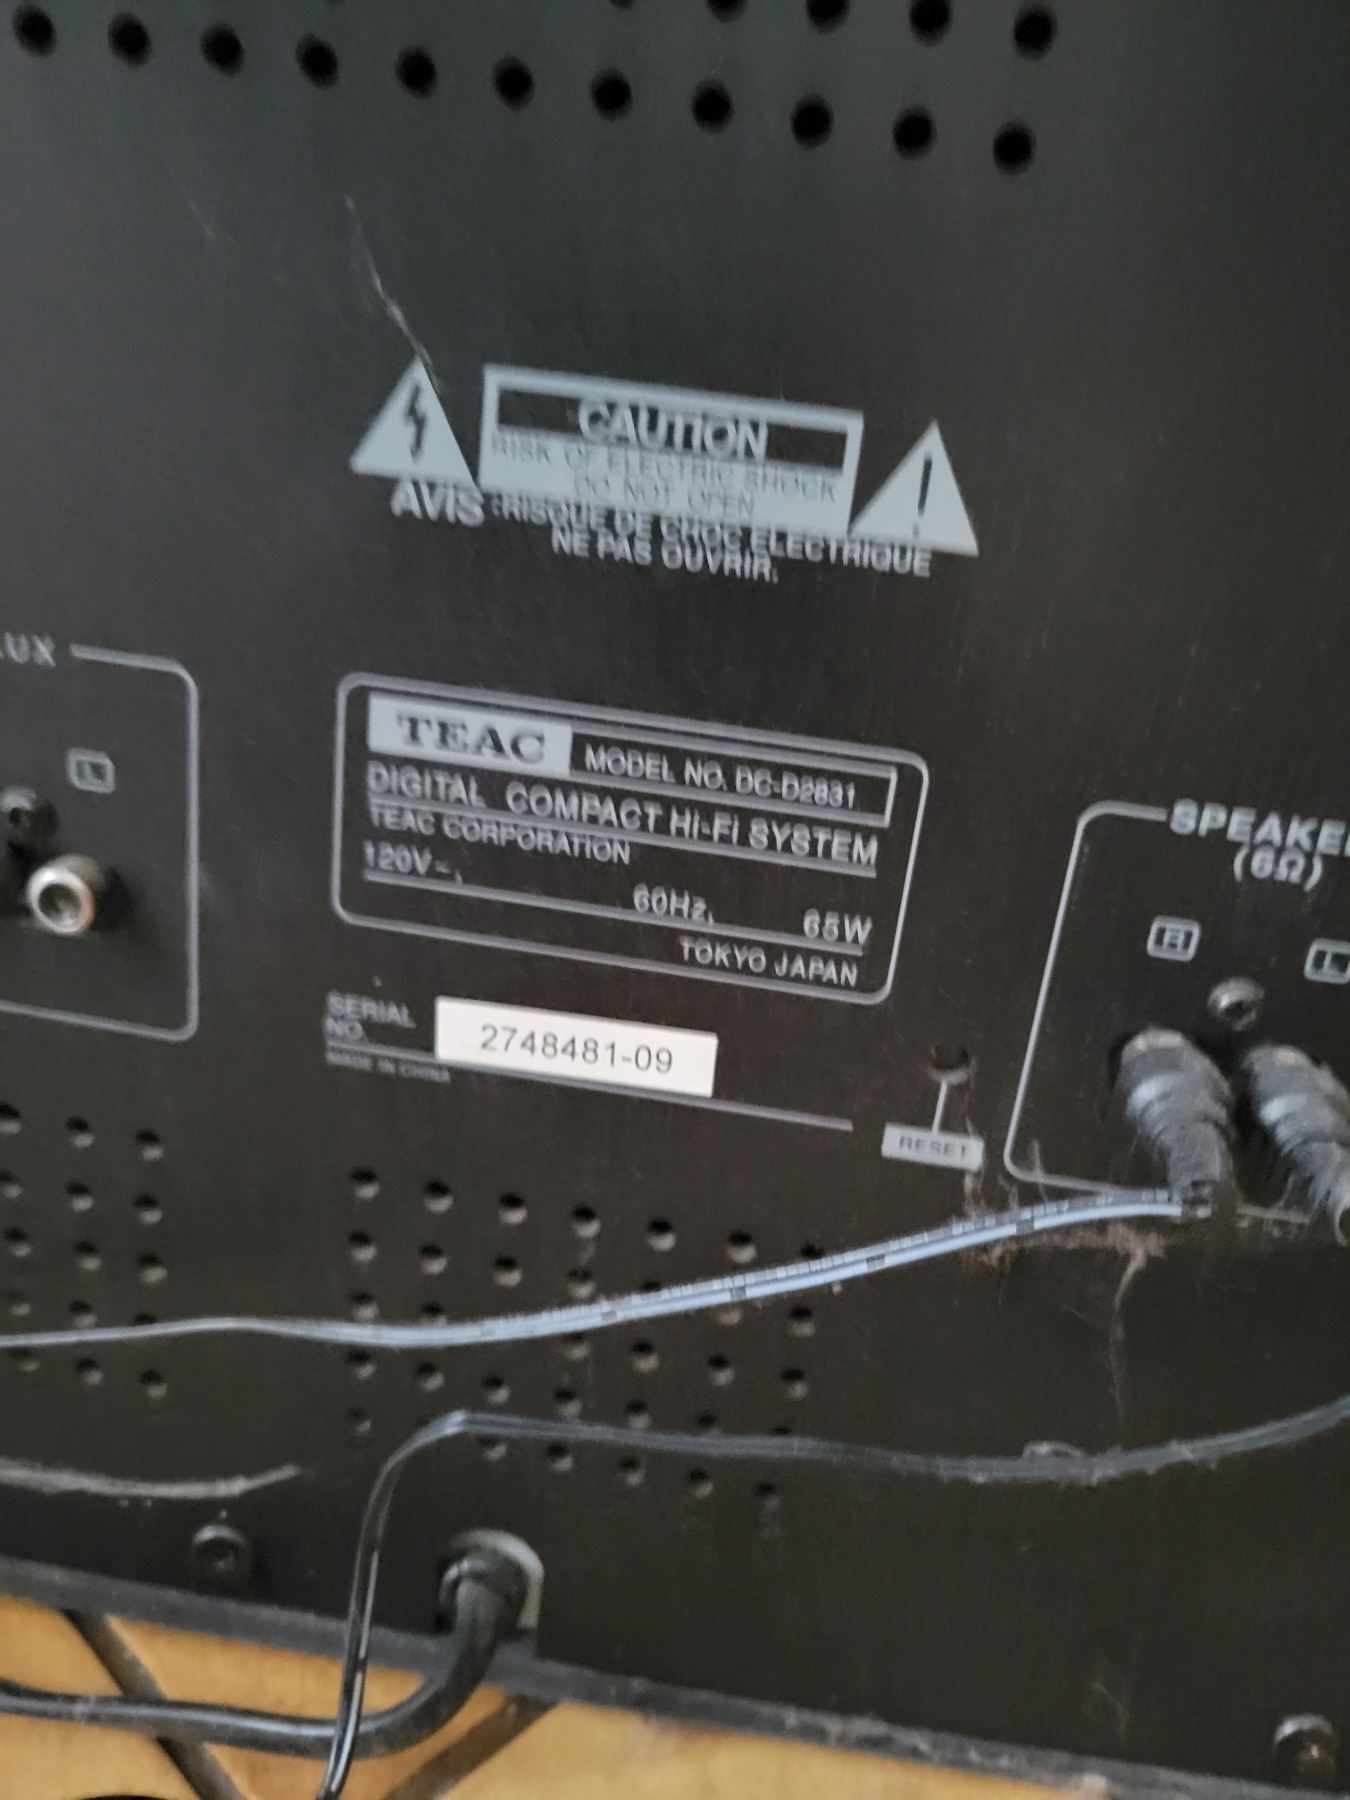 CAUTION
RISK OF ELECTRIC SHOCK
DO NOT OPEN
AVIS :RISQUE DE CHOC ELECTRIQUE
NE PAS OUVRIR.
L
TEAC MODEL NO. DC-D2831
DIGITAL COMPACT Hi-Fi SYSTEM
TEAC CORPORATION
120V~, 60Hz, 65W
TOKYO JAPAN
SERIAL
NO. 2748481-09
MADE IN CHINA
RESET
(6Ω)
R L